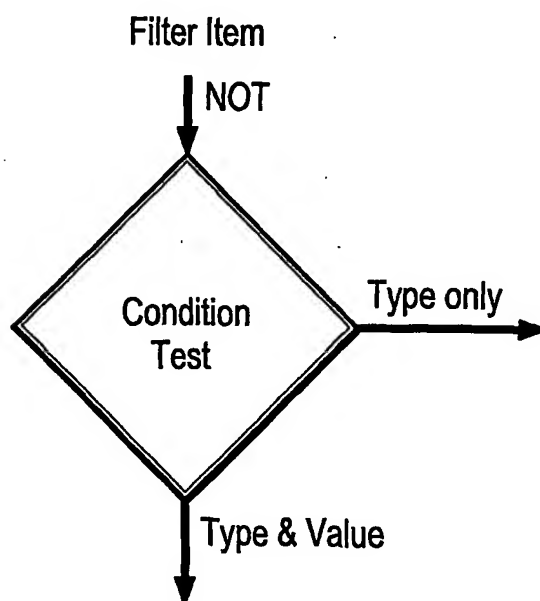 Filter Item
NOT
Type only
Condition
Test
Type & Value